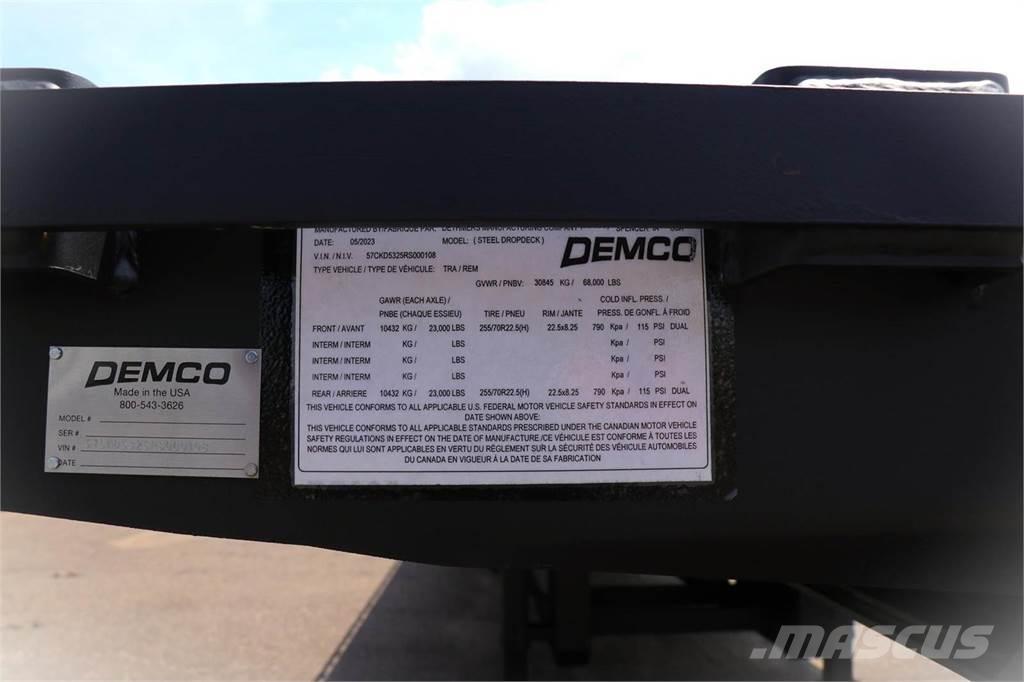 MANUFACTURED BY/FABRIQUE PAR: DETHMERS MANUFACTURING COMPANY SPENCER IA USA
DATE: 05/2023 MODEL: ( STEEL DROPDECK )
V.I.N. / N.I.V. 57CKD5325RS000108
DEMCO
TYPE VEHICLE / TYPE DE VÉHICULE: TRA / REM
GVWR / PNBV: 30845 KG / 68,000 LBS
GAWR (EACH AXLE) / COLD INFL. PRESS. /
PNBE (CHAQUE ESSIEU) TIRE / PNEU RIM / JANTE PRESS. DE GONFL. À FROID
FRONT / AVANT 10432 KG / 23,000 LBS 255/70R22.5(H) 22.5x8.25 790 Kpa / 115 PSI DUAL
INTERM / INTERM KG / LBS Kpa / PSI
INTERM / INTERM KG / LBS Kpa / PSI
INTERM / INTERM KG / LBS Kpa / PSI
REAR / ARRIERE 10432 KG / 23,000 LBS 255/70R22.5(H) 22.5x8.25 790 Kpa / 115 PSI DUAL
THIS VEHICLE CONFORMS TO ALL APPLICABLE U.S. FEDERAL MOTOR VEHICLE SAFETY STANDARDS IN EFFECT ON
DATE SHOWN ABOVE:
THIS VEHICLE CONFORMS TO ALL APPLICABLE STANDARDS PRESCRIBED UNDER THE CANADIAN MOTOR VEHICLE
SAFETY REGULATIONS IN EFFECT ON THE DATE OF MANUFACTURE./CE VÉHICULE EST CONFORME À TOUTES LES
NORMES QUI LUI SONT APPLICABLES EN VERTU DU RÈGLEMENT SUR LA SÉCURITÉ DES VÉHICULE AUTOMOBILES
DU CANADA EN VIGUEUR À LA DATE DE SA FABRICATION
DEMCO
Made in the USA
800-543-3626
MODEL #
SER #
VIN #
DATE
MASCUS